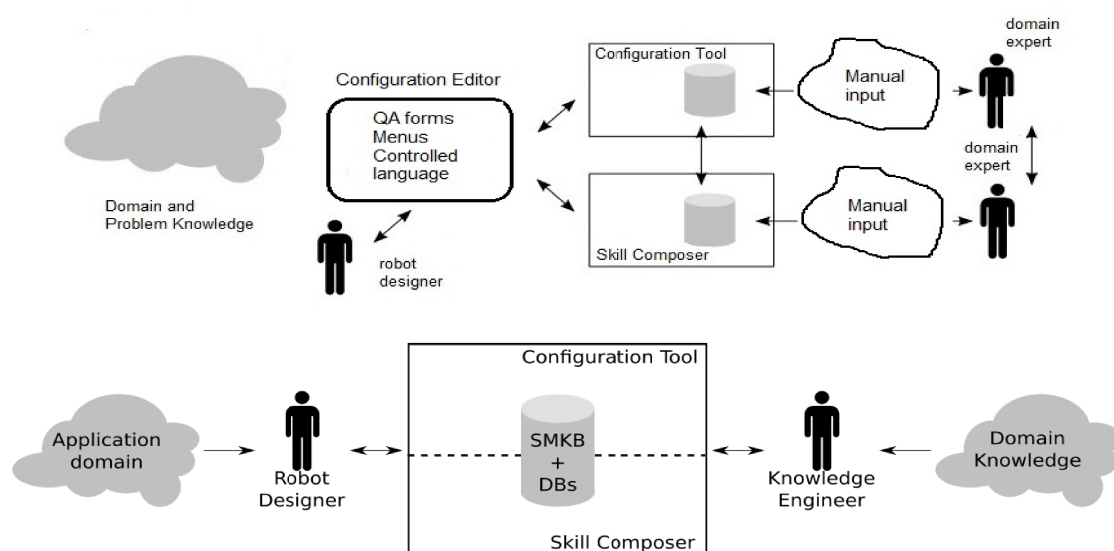 domain
expert
Configuration Tool
Manual
input
Configuration Editor
QA forms
Menus
Controlled
language
domain
expert
Domain and
Problem Knowledge
Manual
input
Skill Composer
robot
designer
Configuration Tool
Application
domain
SMKB
+
DBs
Domain
Knowledge
Robot
Designer
Knowledge
Engineer
Skill Composer